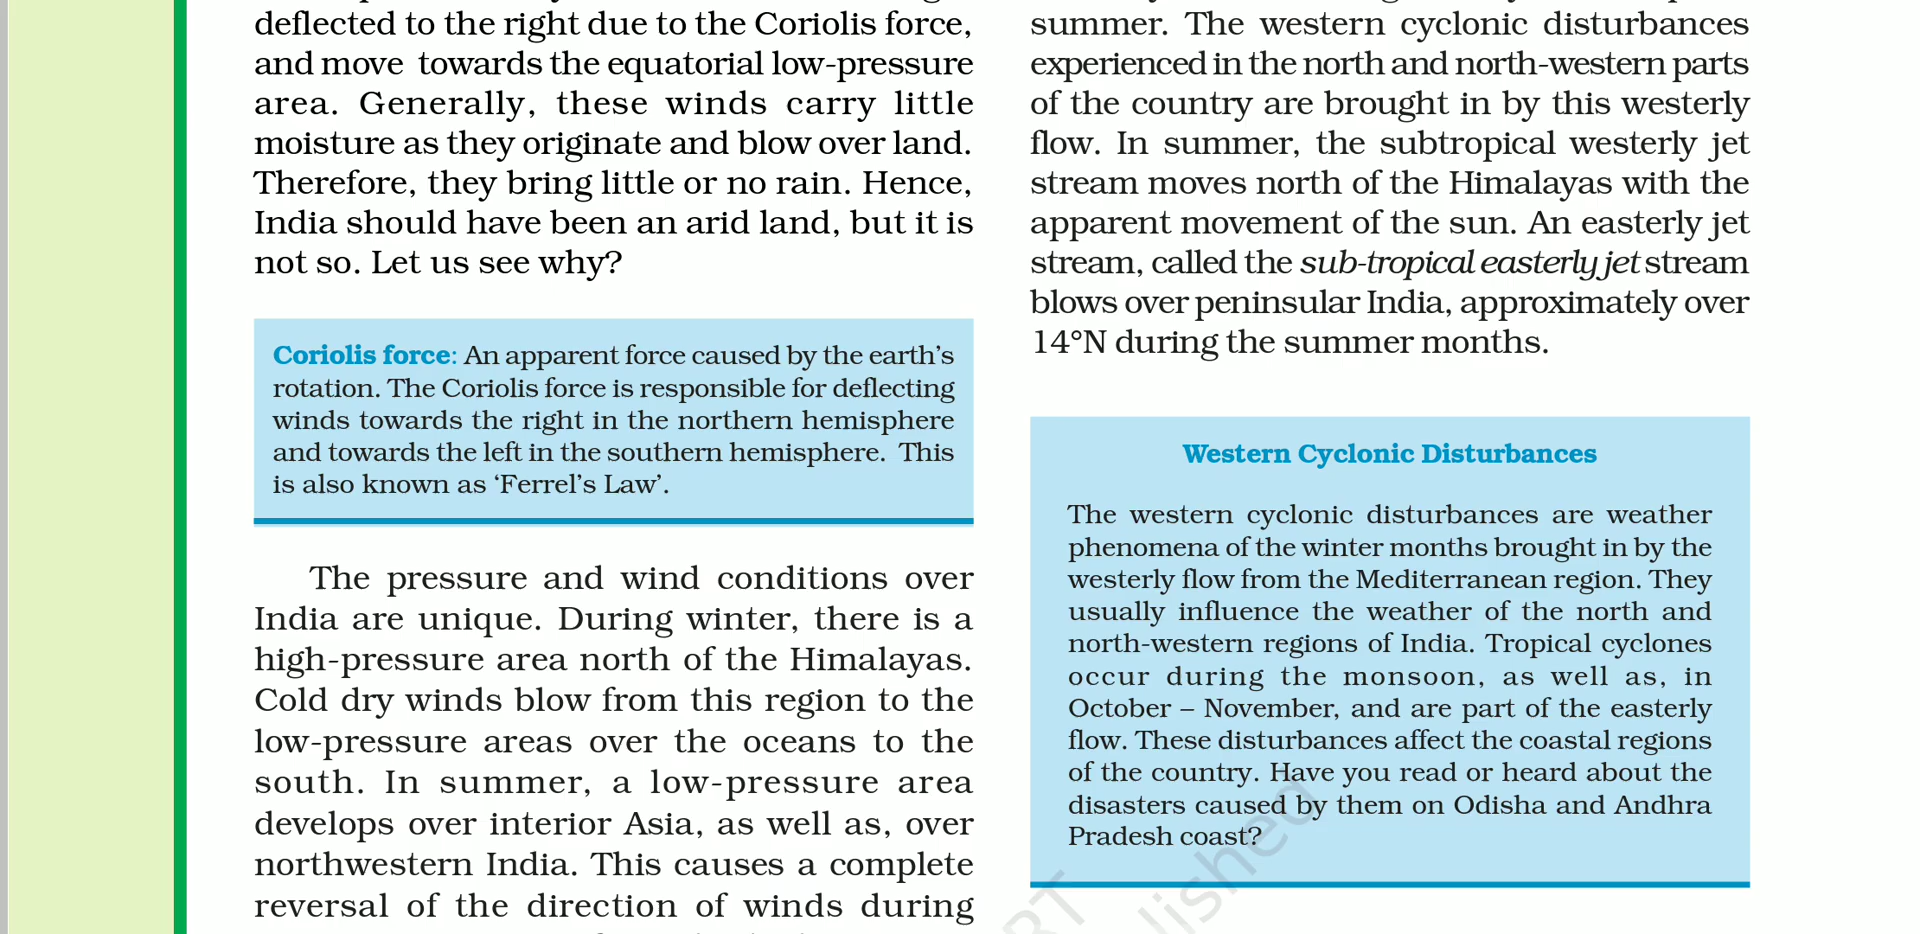 deflected to the right due to the Coriolis force,
and move towards the equatorial low-pressure
area. Generally, these winds carry little
moisture as they originate and blow over land.
Therefore, they bring little or no rain. Hence,
India should have been an arid land, but it is
not so. Let us see why?
Coriolis force: An apparent force caused by the earth’s
rotation. The Coriolis force is responsible for deflecting
winds towards the right in the northern hemisphere
and towards the left in the southern hemisphere. This
is also known as ‘Ferrel’s Law’.
The pressure and wind conditions over
India are unique. During winter, there is a
high-pressure area north of the Himalayas.
Cold dry winds blow from this region to the
low-pressure areas over the oceans to the
south. In summer, a low-pressure area
develops over interior Asia, as well as, over
northwestern India. This causes a complete
reversal of the direction of winds during
summer. The western cyclonic disturbances
experienced in the north and north-western parts
of the country are brought in by this westerly
flow. In summer, the subtropical westerly jet
stream moves north of the Himalayas with the
apparent movement of the sun. An easterly jet
stream, called the sub-tropical easterly jet stream
blows over peninsular India, approximately over
14°N during the summer months.
Western Cyclonic Disturbances
The western cyclonic disturbances are weather
phenomena of the winter months brought in by the
westerly flow from the Mediterranean region. They
usually influence the weather of the north and
north-western regions of India. Tropical cyclones
occur during the monsoon, as well as, in
October – November, and are part of the easterly
flow. These disturbances affect the coastal regions
of the country. Have you read or heard about the
disasters caused by them on Odisha and Andhra
Pradesh coast?